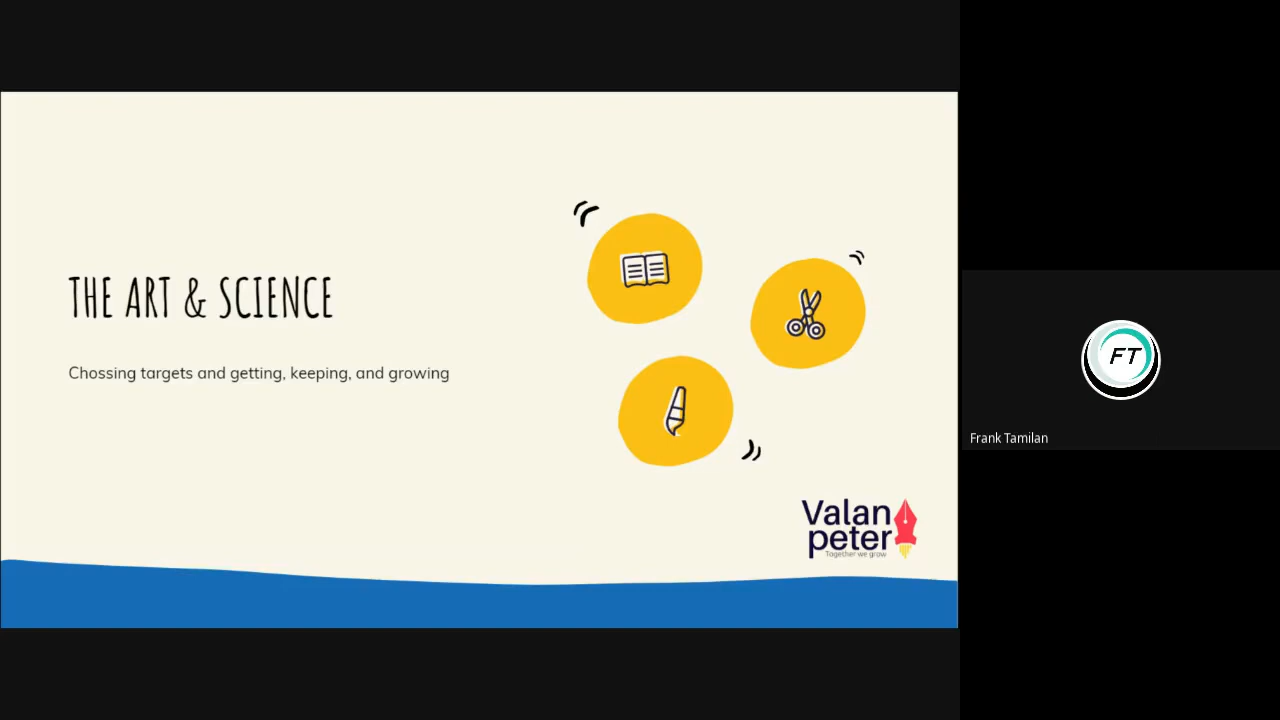 THE ART & SCIENCE
Chossing targets and getting, keeping, and growing
Valan
peter
Together we grow
FT
Frank Tamilan